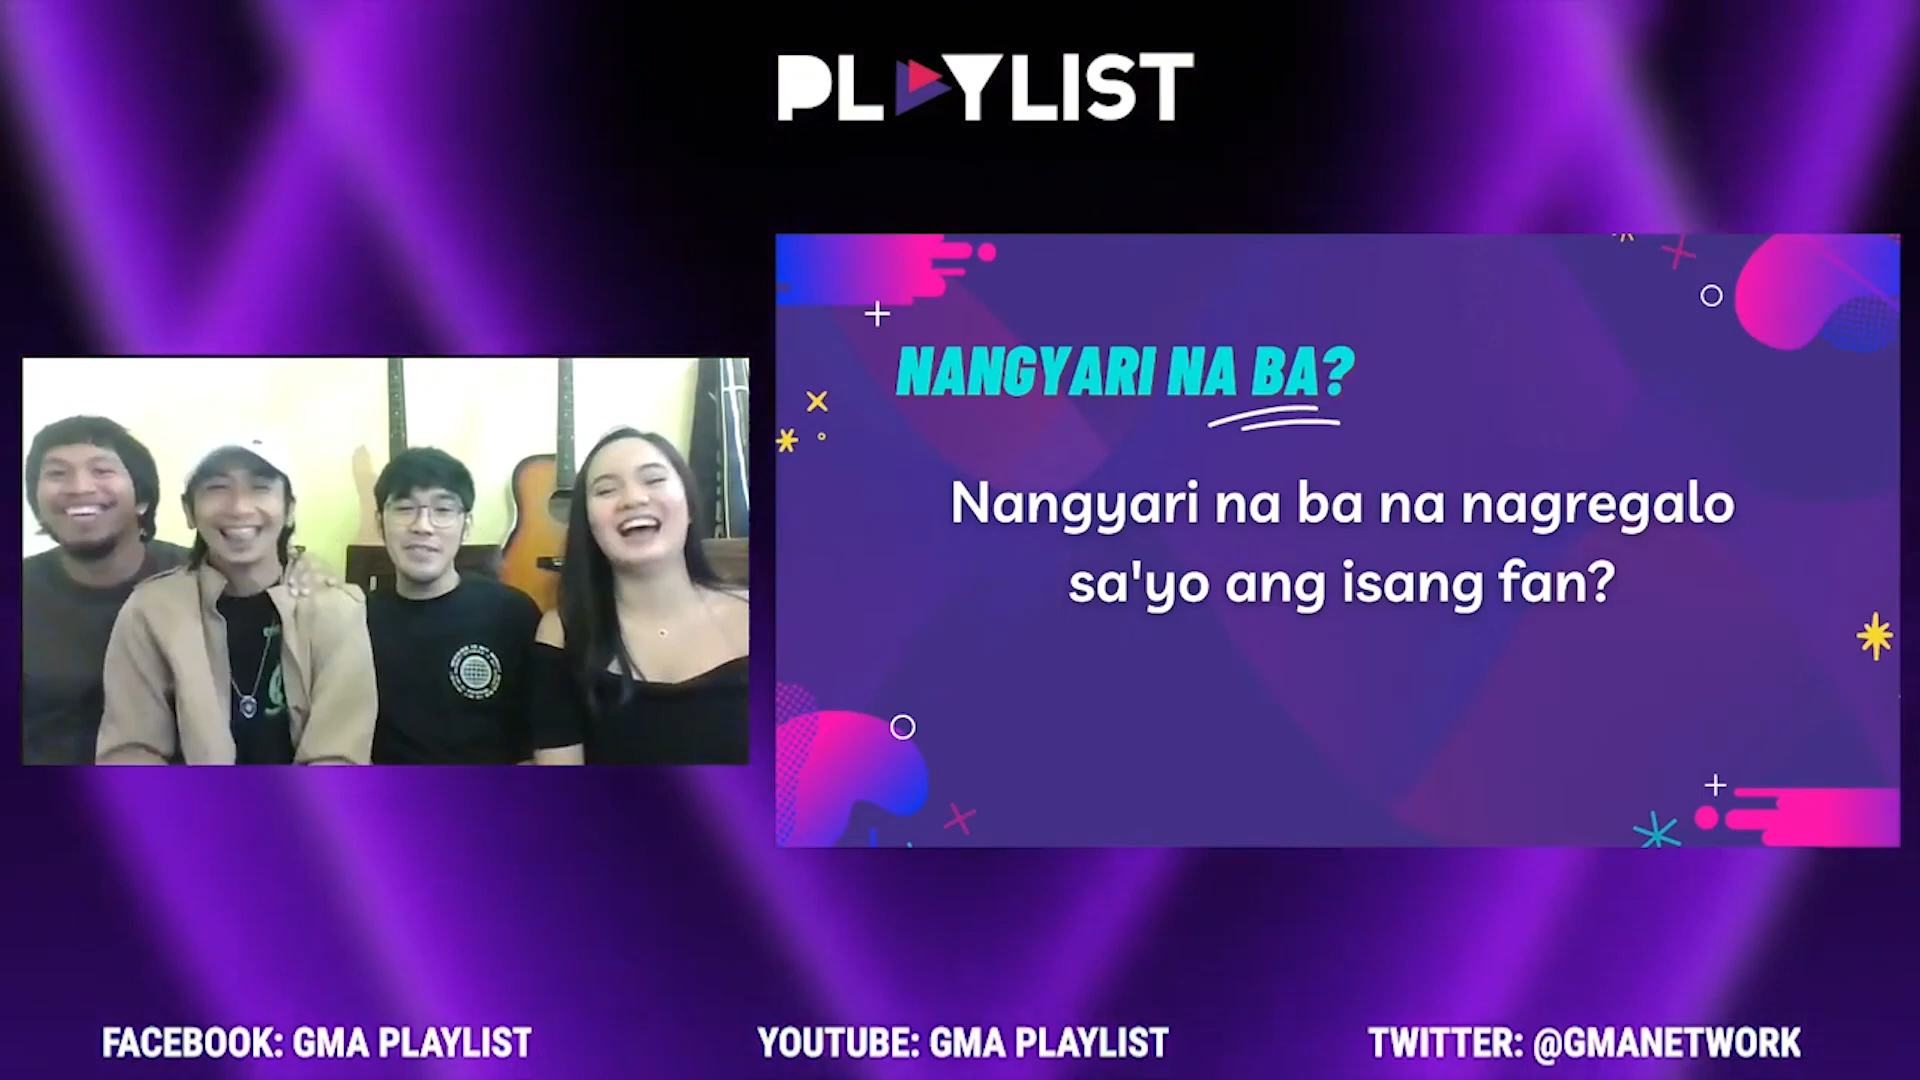 PLAYLIST
NANGYARI NA BA?
Nangyari na ba na nagregalo
sa'yo ang isang fan?
FACEBOOK: GMA PLAYLIST
YOUTUBE: GMA PLAYLIST
TWITTER: @GMANETWORK